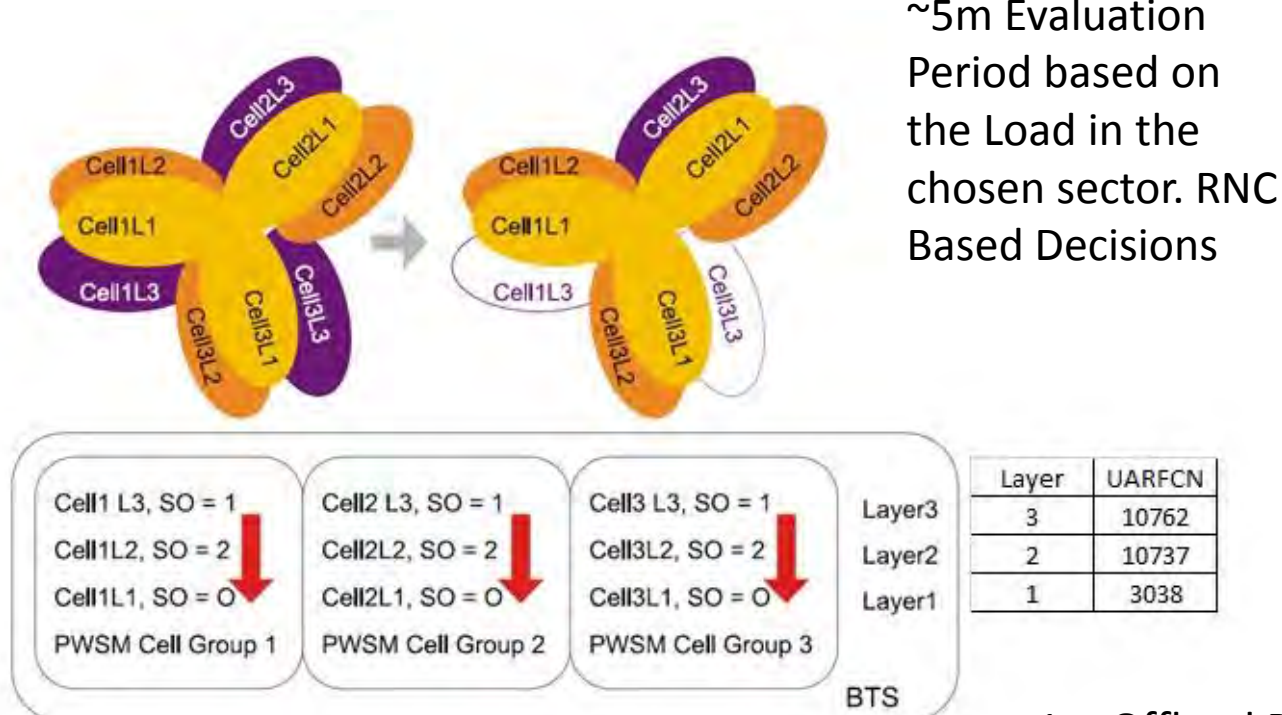 ~5m Evaluation
Period based on
the Load in the
chosen sector. RNC
Based Decisions
Cell2L3
Cell2L1
Cell1L2
Cell2L2
Cell1L1
Cell1L3
Cell3L3
Cell3L1
Cell3L2
Cell2L3
Cell2L1
Cell1L2
Cell2L2
Cell1L1
Cell1L3
Cell3L3
Cell3L1
Cell3L2
Cell1 L3, SO = 1
Cell1L2, SO = 2
Cell1L1, SO = O
PWSM Cell Group 1
Cell2 L3, SO = 1
Cell2L2, SO = 2
Cell2L1, SO = O
PWSM Cell Group 2
Cell3 L3, SO = 1
Cell3L2, SO = 2
Cell3L1, SO = O
PWSM Cell Group 3
Layer3
Layer2
Layer1
BTS
Layer UARFCN
3 10762
2 10737
1 3038